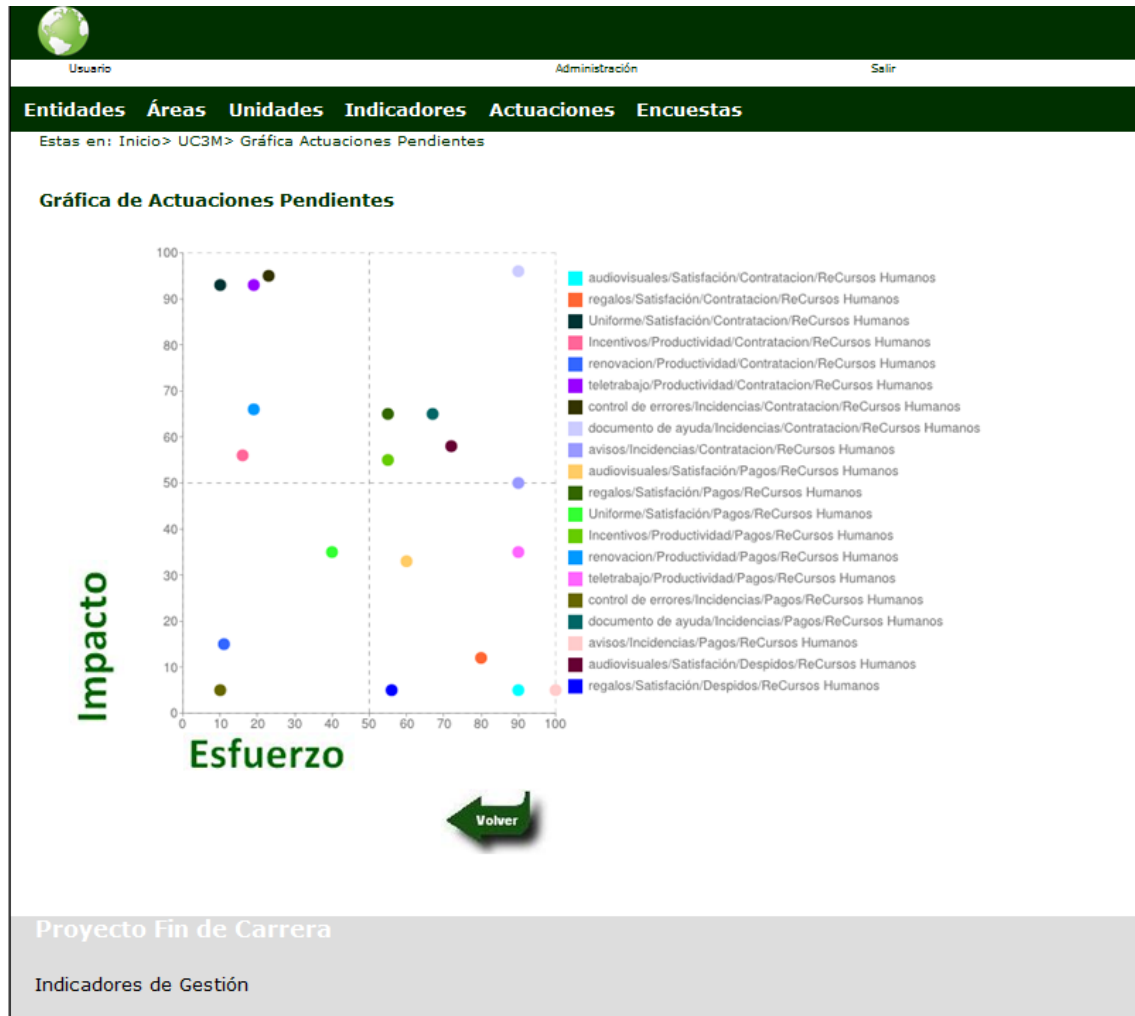 Usuario Administración Salir
Entidades Áreas Unidades Indicadores Actuaciones Encuestas
Estas en: Inicio> UC3M> Gráfica Actuaciones Pendientes
Gráfica de Actuaciones Pendientes
100
90
80
70
60
50
40
30
20
10
0
Impacto
0 10 20 30 40 50 60 70 80 90 100
Esfuerzo
audiovisuales/Satisfación/Contratacion/ReCursos Humanos
regalos/Satisfación/Contratacion/ReCursos Humanos
Uniforme/Satisfación/Contratacion/ReCursos Humanos
Incentivos/Productividad/Contratacion/ReCursos Humanos
renovacion/Productividad/Contratacion/ReCursos Humanos
teletrabajo/Productividad/Contratacion/ReCursos Humanos
control de errores/Incidencias/Contratacion/ReCursos Humanos
documento de ayuda/Incidencias/Contratacion/ReCursos Humanos
avisos/Incidencias/Contratacion/ReCursos Humanos
audiovisuales/Satisfación/Pagos/ReCursos Humanos
regalos/Satisfación/Pagos/ReCursos Humanos
Uniforme/Satisfación/Pagos/ReCursos Humanos
Incentivos/Productividad/Pagos/ReCursos Humanos
renovacion/Productividad/Pagos/ReCursos Humanos
teletrabajo/Productividad/Pagos/ReCursos Humanos
control de errores/Incidencias/Pagos/ReCursos Humanos
documento de ayuda/Incidencias/Pagos/ReCursos Humanos
avisos/Incidencias/Pagos/ReCursos Humanos
audiovisuales/Satisfación/Despidos/ReCursos Humanos
regalos/Satisfación/Despidos/ReCursos Humanos
Volver
Proyecto Fin de Carrera
Indicadores de Gestión